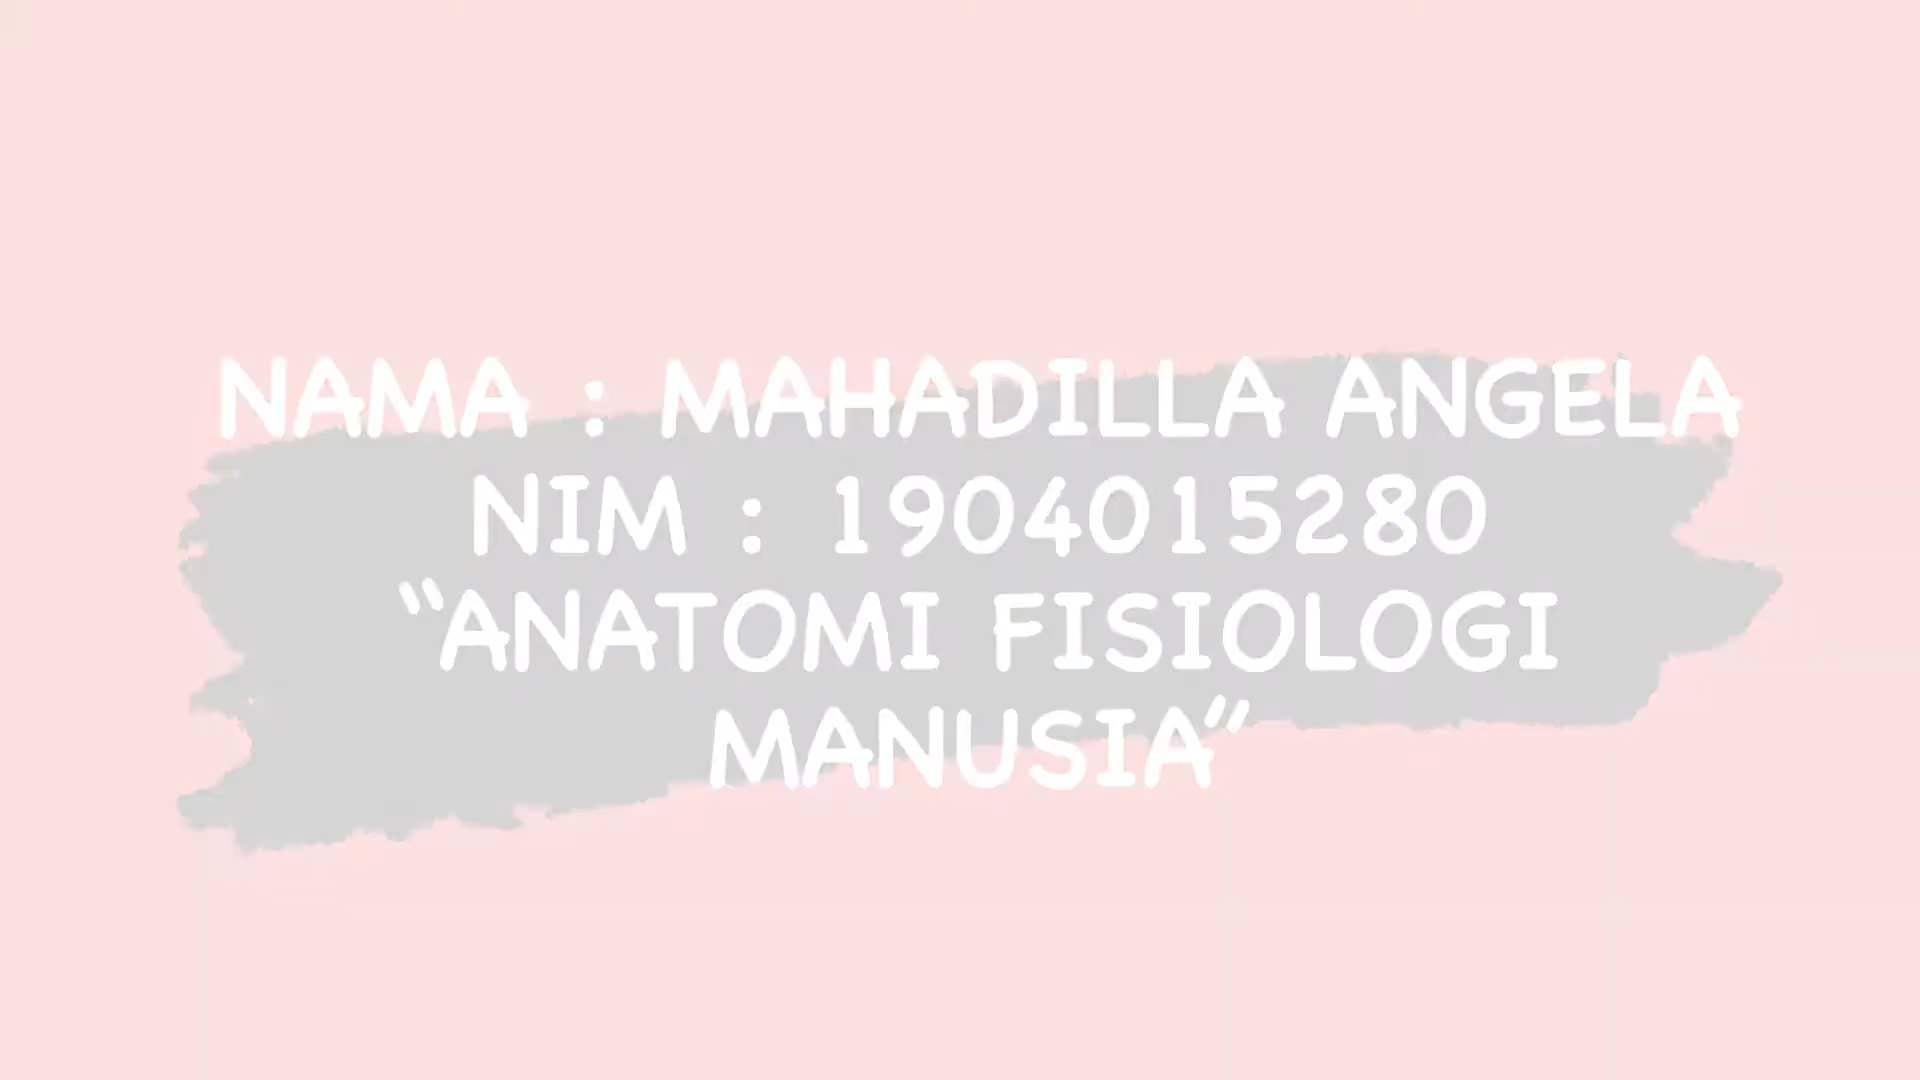 NAMA : MAHADILLA ANGELA
NIM : 1904015280
“ANATOMI FISIOLOGI
MANUSIA”